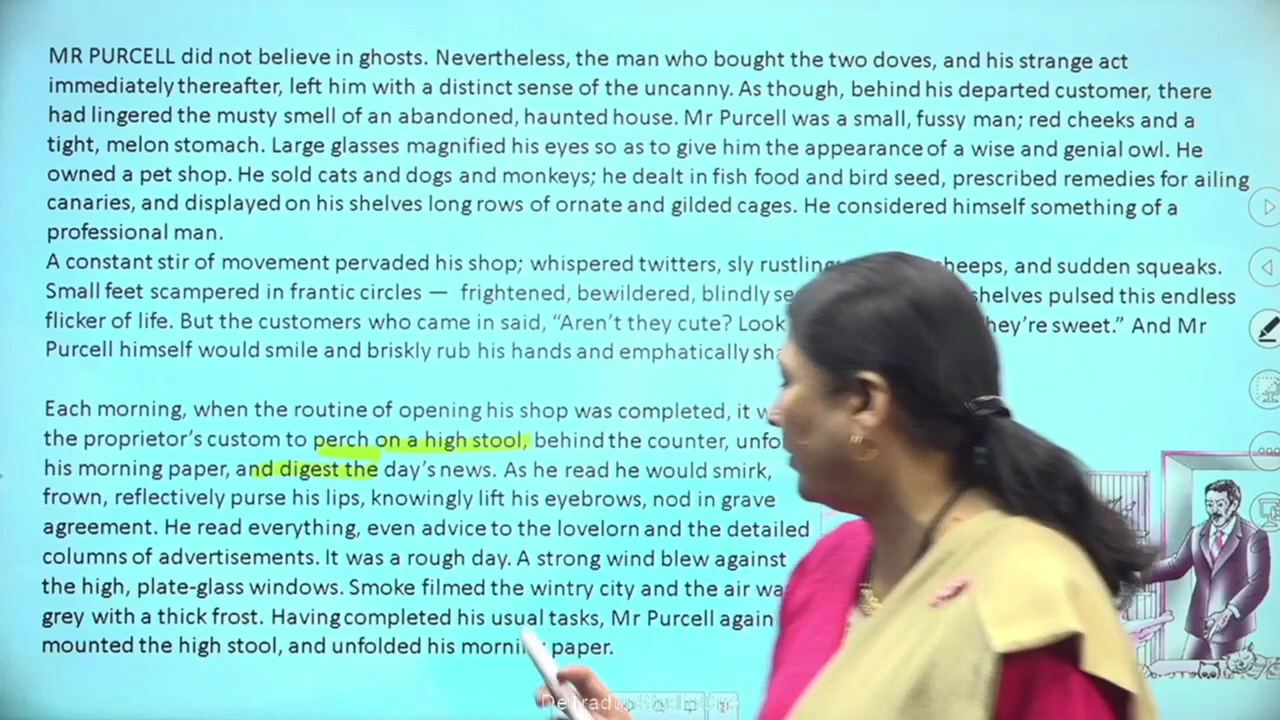 MR PURCELL did not believe in ghosts. Nevertheless, the man who bought the two doves, and his strange act
immediately thereafter, left him with a distinct sense of the uncanny. As though, behind his departed customer, there
had lingered the musty smell of an abandoned, haunted house. Mr Purcell was a small, fussy man; red cheeks and a
tight, melon stomach. Large glasses magnified his eyes so as to give him the appearance of a wise and genial owl. He
owned a pet shop. He sold cats and dogs and monkeys; he dealt in fish food and bird seed, prescribed remedies for ailing
canaries, and displayed on his shelves long rows of ornate and gilded cages. He considered himself something of a
professional man.
A constant stir of movement pervaded his shop; whispered twitters, sly rustling cheeps, and sudden squeaks.
Small feet scampered in frantic circles — frightened, bewildered, blindly shelves pulsed this endless
flicker of life. But the customers who came in said, “Aren’t they cute? Look They’re sweet.” And Mr
Purcell himself would smile and briskly rub his hands and emphatically
Each morning, when the routine of opening his shop was completed, it
the proprietor’s custom to perch on a high stool, behind the counter,
his morning paper, and digest the day’s news. As he read he would smirk,
frown, reflectively purse his lips, knowingly lift his eyebrows, nod in grave
agreement. He read everything, even advice to the lovelorn and the detailed
columns of advertisements. It was a rough day. A strong wind blew against
the high, plate-glass windows. Smoke filmed the wintry city and the air
grey with a thick frost. Having completed his usual tasks, Mr Purcell again
mounted the high stool, and unfolded his morning paper.